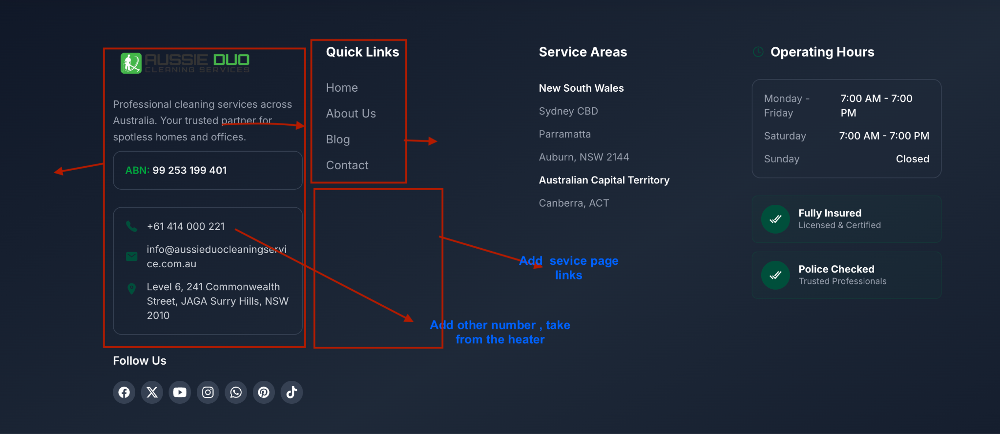 AUSSIE DUO
CLEANING SERVICES
Professional cleaning services across
Australia. Your trusted partner for
spotless homes and offices.
ABN: 99 253 199 401
+61 414 000 221
info@aussieduocleaningservi
ce.com.au
Level 6, 241 Commonwealth
Street, JAGA Surry Hills, NSW
2010
Follow Us
Quick Links
Home
About Us
Blog
Contact
Add sevice page
links
Add other number , take
from the heater
Service Areas
New South Wales
Sydney CBD
Parramatta
Auburn, NSW 2144
Australian Capital Territory
Canberra, ACT
Operating Hours
Monday - 7:00 AM - 7:00
Friday PM
Saturday 7:00 AM - 7:00 PM
Sunday Closed
Fully Insured
Licensed & Certified
Police Checked
Trusted Professionals